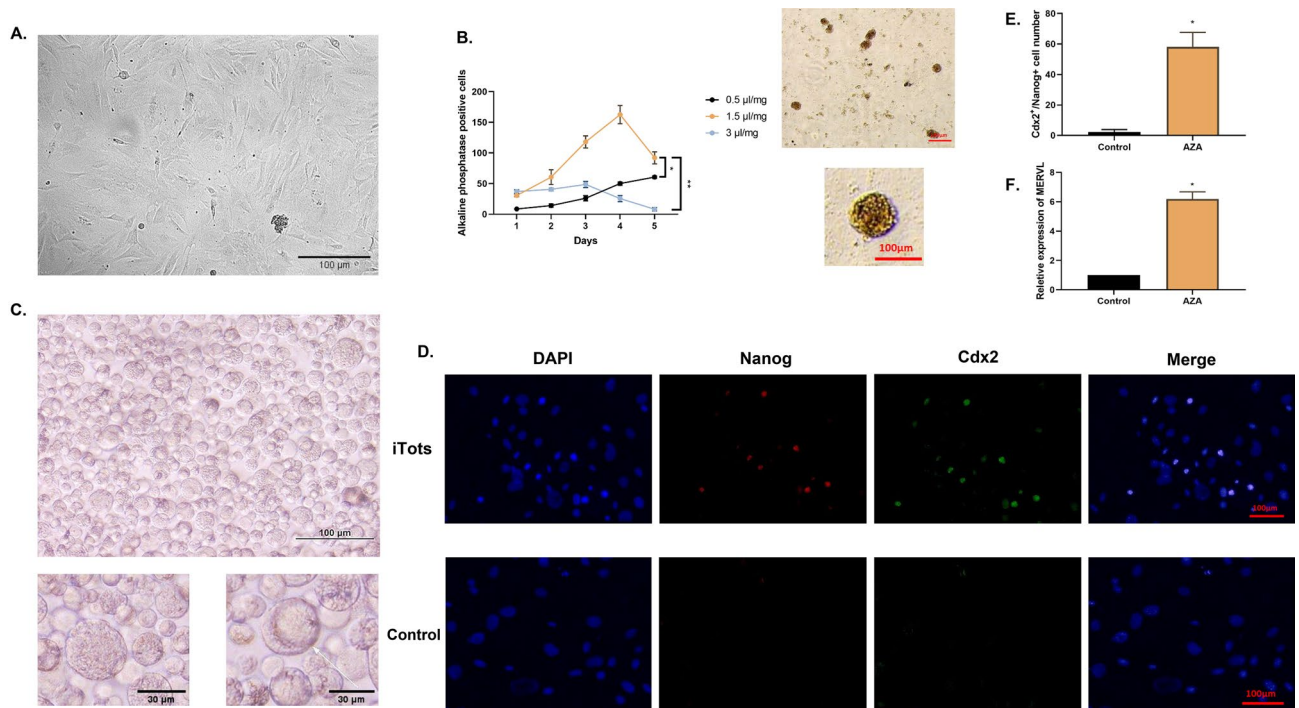 A.
100 µm
B.
Alkaline phosphatase positive cells
200
150
100
50
0
1 2 3 4 5
Days
*
**
0.5 µl/mg
1.5 µl/mg
3 µl/mg
100µm
E.
Cdx2⁺/Nanog+ cell number
80
60
40
20
0
*
Control AZA
F.
Reletive expression of MERVL
8
6
4
2
0
*
Control AZA
C.
100 µm
30 µm
30 µm
D.
DAPI Nanog Cdx2 Merge
iTots
100µm
Control
100µm